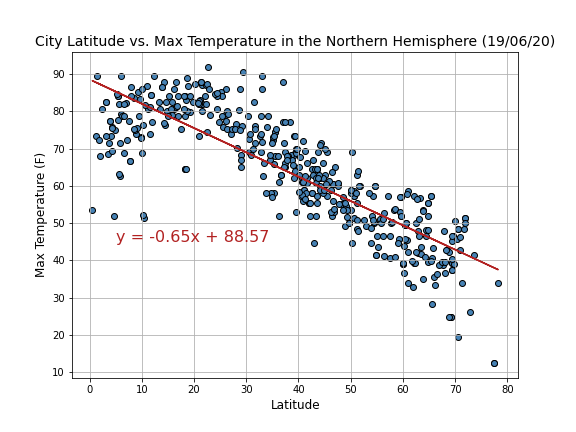 City Latitude vs. Max Temperature in the Northern Hemisphere (19/06/20)
Max Temperature (F)
90
80
70
60
50
40
30
20
10
y = -0.65x + 88.57
0 10 20 30 40 50 60 70 80
Latitude